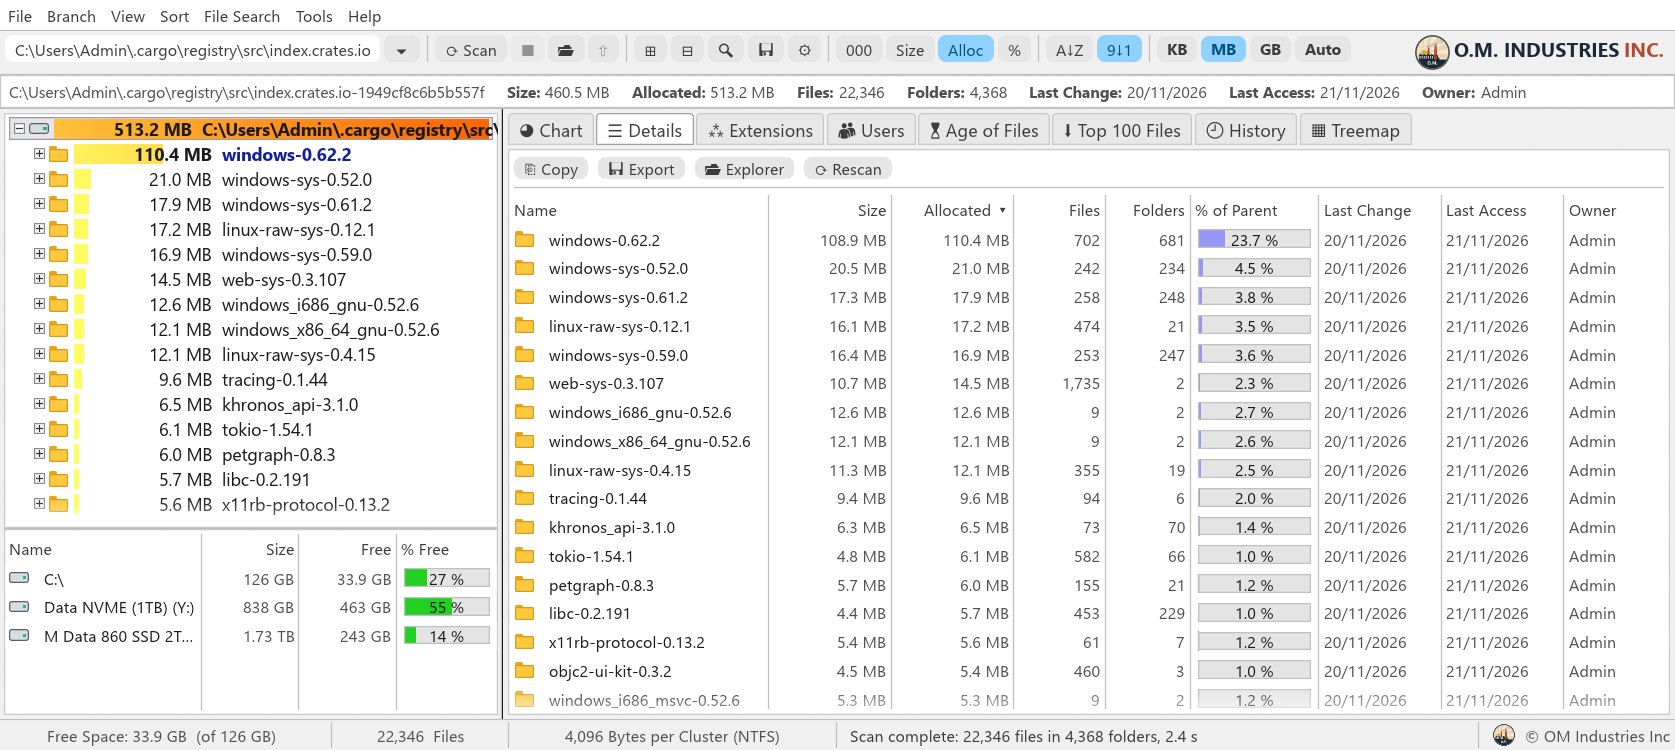 File Branch View Sort File Search Tools Help
C:\Users\Admin\.cargo\registry\src\index.crates.io Scan 000 Size Alloc % A↓Z 9↓1 KB MB GB Auto O.M. INDUSTRIES INC.
C:\Users\Admin\.cargo\registry\src\index.crates.io-1949cf8c6b5b557f Size: 460.5 MB Allocated: 513.2 MB Files: 22,346 Folders: 4,368 Last Change: 20/11/2026 Last Access: 21/11/2026 Owner: Admin
513.2 MB C:\Users\Admin\.cargo\registry\src\
110.4 MB windows-0.62.2
21.0 MB windows-sys-0.52.0
17.9 MB windows-sys-0.61.2
17.2 MB linux-raw-sys-0.12.1
16.9 MB windows-sys-0.59.0
14.5 MB web-sys-0.3.107
12.6 MB windows_i686_gnu-0.52.6
12.1 MB windows_x86_64_gnu-0.52.6
12.1 MB linux-raw-sys-0.4.15
9.6 MB tracing-0.1.44
6.5 MB khronos_api-3.1.0
6.1 MB tokio-1.54.1
6.0 MB petgraph-0.8.3
5.7 MB libc-0.2.191
5.6 MB x11rb-protocol-0.13.2
Name Size Free % Free
C:\ 126 GB 33.9 GB 27 %
Data NVME (1TB) (Y:) 838 GB 463 GB 55 %
M Data 860 SSD 2T... 1.73 TB 243 GB 14 %
Chart Details Extensions Users Age of Files Top 100 Files History Treemap
Copy Export Explorer Rescan
Name Size Allocated Files Folders % of Parent Last Change Last Access Owner
windows-0.62.2 108.9 MB 110.4 MB 702 681 23.7 % 20/11/2026 21/11/2026 Admin
windows-sys-0.52.0 20.5 MB 21.0 MB 242 234 4.5 % 20/11/2026 21/11/2026 Admin
windows-sys-0.61.2 17.3 MB 17.9 MB 258 248 3.8 % 20/11/2026 21/11/2026 Admin
linux-raw-sys-0.12.1 16.1 MB 17.2 MB 474 21 3.5 % 20/11/2026 21/11/2026 Admin
windows-sys-0.59.0 16.4 MB 16.9 MB 253 247 3.6 % 20/11/2026 21/11/2026 Admin
web-sys-0.3.107 10.7 MB 14.5 MB 1,735 2 2.3 % 20/11/2026 21/11/2026 Admin
windows_i686_gnu-0.52.6 12.6 MB 12.6 MB 9 2 2.7 % 20/11/2026 21/11/2026 Admin
windows_x86_64_gnu-0.52.6 12.1 MB 12.1 MB 9 2 2.6 % 20/11/2026 21/11/2026 Admin
linux-raw-sys-0.4.15 11.3 MB 12.1 MB 355 19 2.5 % 20/11/2026 21/11/2026 Admin
tracing-0.1.44 9.4 MB 9.6 MB 94 6 2.0 % 20/11/2026 21/11/2026 Admin
khronos_api-3.1.0 6.3 MB 6.5 MB 73 70 1.4 % 20/11/2026 21/11/2026 Admin
tokio-1.54.1 4.8 MB 6.1 MB 582 66 1.0 % 20/11/2026 21/11/2026 Admin
petgraph-0.8.3 5.7 MB 6.0 MB 155 21 1.2 % 20/11/2026 21/11/2026 Admin
libc-0.2.191 4.4 MB 5.7 MB 453 229 1.0 % 20/11/2026 21/11/2026 Admin
x11rb-protocol-0.13.2 5.4 MB 5.6 MB 61 7 1.2 % 20/11/2026 21/11/2026 Admin
objc2-ui-kit-0.3.2 4.5 MB 5.4 MB 460 3 1.0 % 20/11/2026 21/11/2026 Admin
windows_i686_msvc-0.52.6 5.3 MB 5.3 MB 9 2 1.2 % 20/11/2026 21/11/2026 Admin
Free Space: 33.9 GB (of 126 GB) 22,346 Files 4,096 Bytes per Cluster (NTFS) Scan complete: 22,346 files in 4,368 folders, 2.4 s © OM Industries Inc